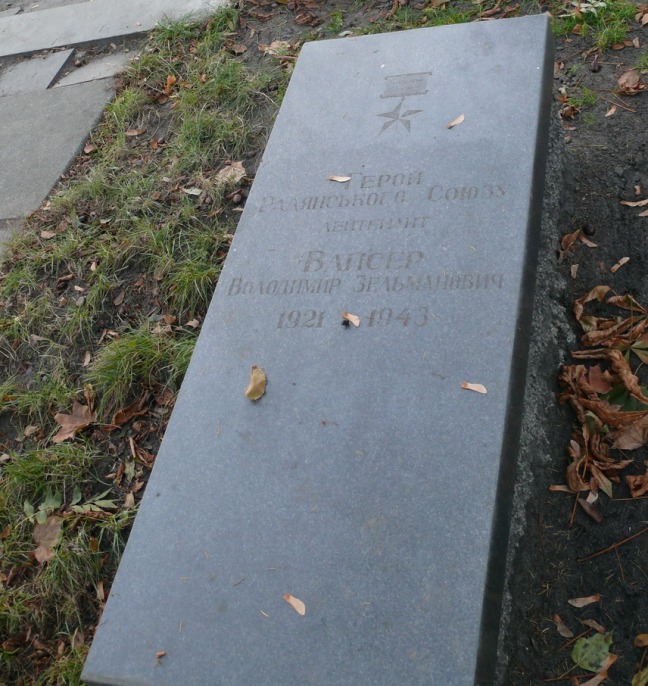 Герой
Радянського Союзу
лейтенант
Вайсер
Володимир Зельманович
1921 1943